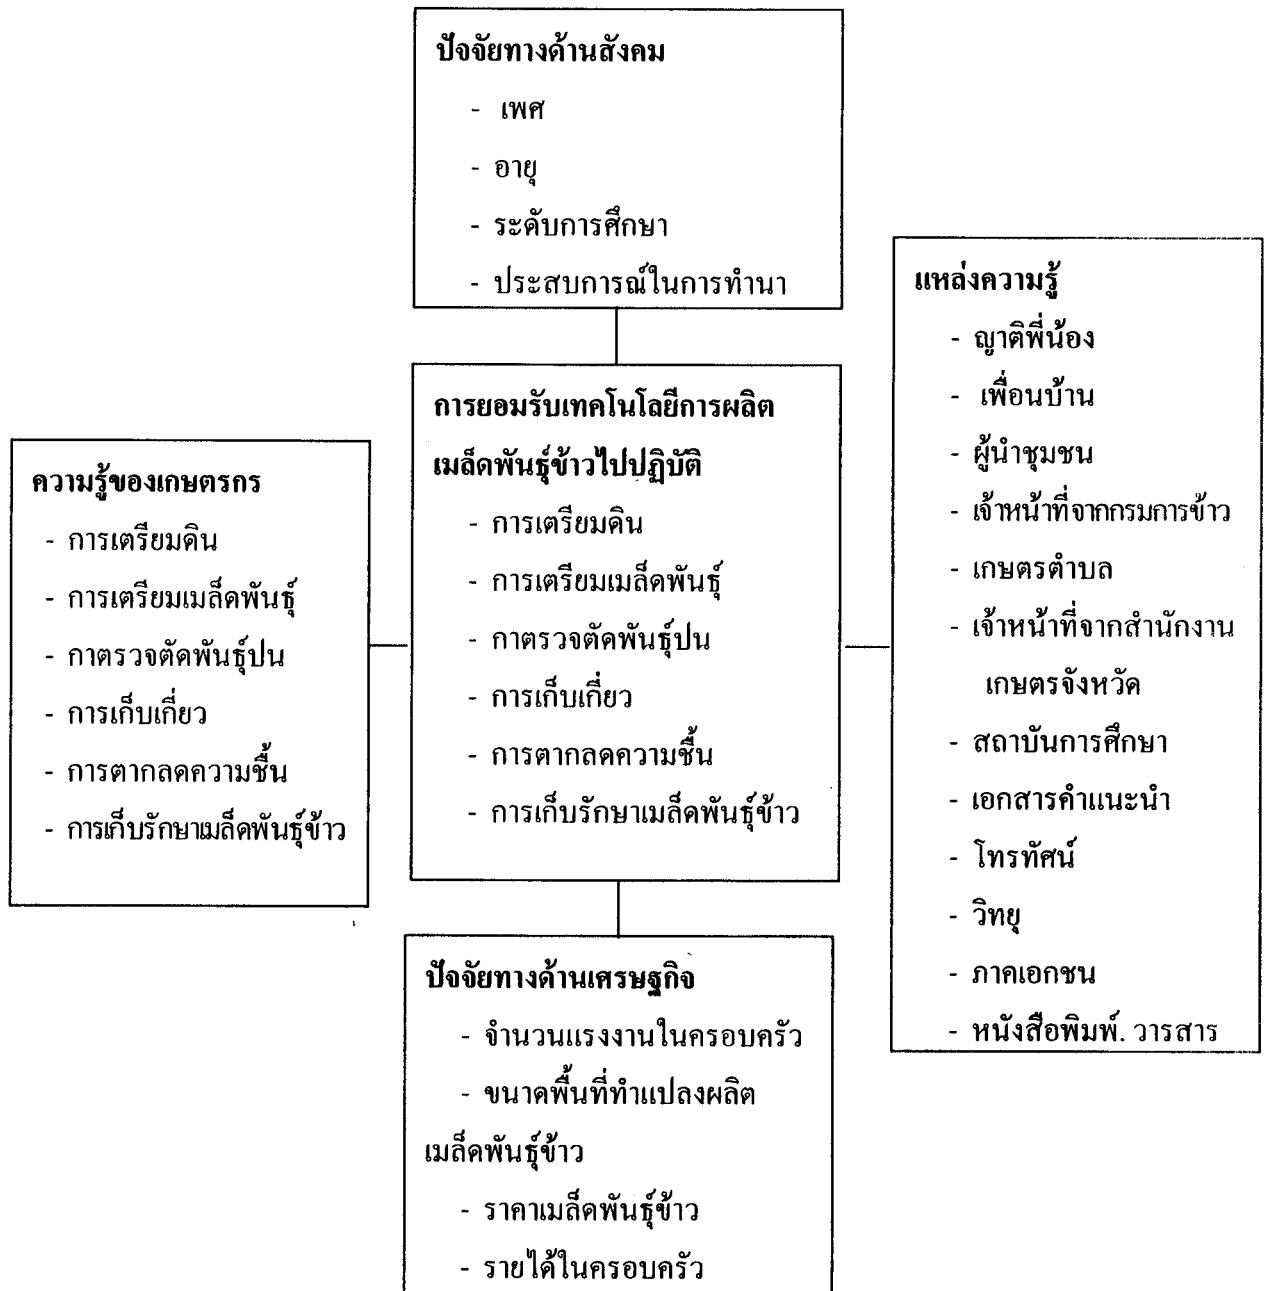 ปัจจัยทางด้านสังคม
- เพศ
- อายุ
- ระดับการศึกษา
- ประสบการณ์ในการทำนา
ความรู้ของเกษตรกร
- การเตรียมดิน
- การเตรียมเมล็ดพันธุ์
- กาตรวจตัดพันธุ์ปน
- การเก็บเกี่ยว
- การตากลดความชื้น
- การเก็บรักษาเมล็ดพันธุ์ข้าว
การยอมรับเทคโนโลยีการผลิต
เมล็ดพันธุ์ข้าวไปปฏิบัติ
- การเตรียมดิน
- การเตรียมเมล็ดพันธุ์
- กาตรวจตัดพันธุ์ปน
- การเก็บเกี่ยว
- การตากลดความชื้น
- การเก็บรักษาเมล็ดพันธุ์ข้าว
แหล่งความรู้
- ญาติพี่น้อง
- เพื่อนบ้าน
- ผู้นำชุมชน
- เจ้าหน้าที่จากกรมการข้าว
- เกษตรตำบล
- เจ้าหน้าที่จากสำนักงาน
เกษตรจังหวัด
- สถาบันการศึกษา
- เอกสารคำแนะนำ
- โทรทัศน์
- วิทยุ
- ภาคเอกชน
- หนังสือพิมพ์. วารสาร
ปัจจัยทางด้านเศรษฐกิจ
- จำนวนแรงงานในครอบครัว
- ขนาดพื้นที่ทำแปลงผลิต
เมล็ดพันธุ์ข้าว
- ราคาเมล็ดพันธุ์ข้าว
- รายได้ในครอบครัว